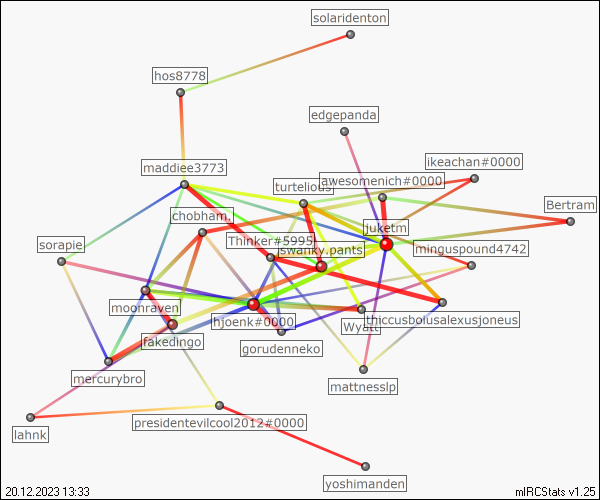 solaridenton
hos8778
edgepanda
ikeachan#0000
maddiee3773
awesomenich#0000
turtelious
Bertram
chobham,
juketm
sorapie
Thinker#5995
swanky.pants
minguspound4742
moonraven
hjoenk#0000
Wyatt
thiccusboiusalexusjoneus
fakedingo
gorudenneko
mercurybro
mattnesslp
presidentevilcool2012#0000
lahnk
yoshimanden
20.12.2023 13:33
mIRCStats v1.25